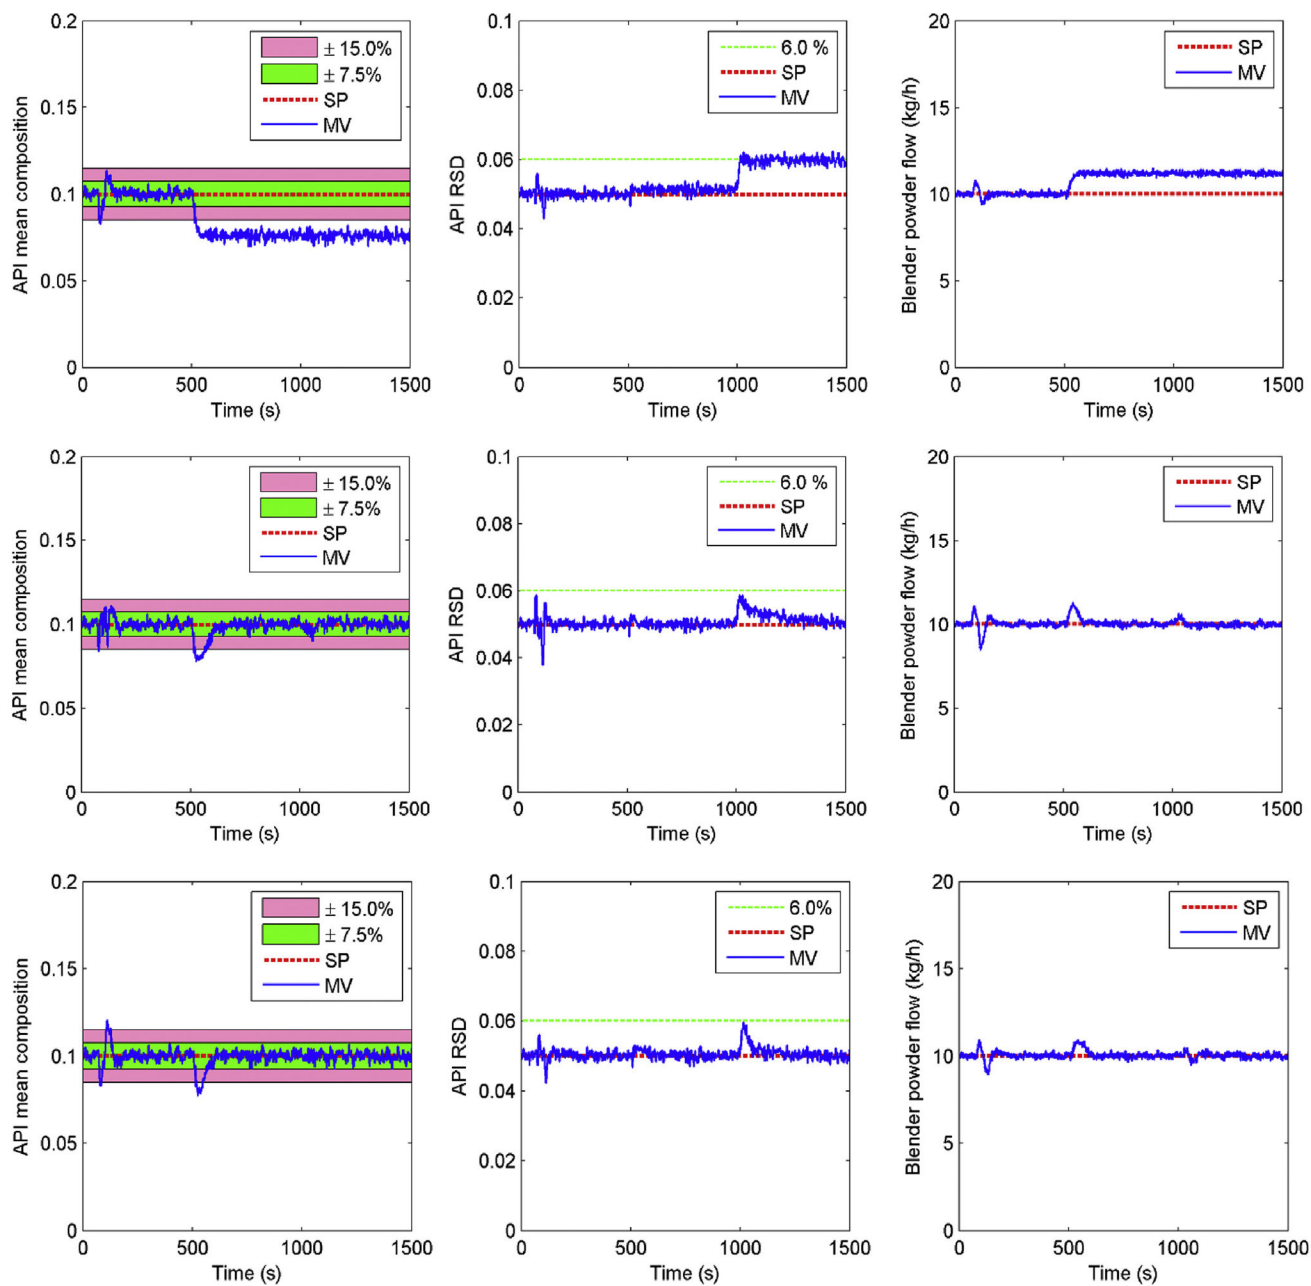 0.2
± 15.0%
± 7.5%
SP
MV
0.15
0.1
0.05
0
0 500 1000 1500
API mean composition
Time (s)
0.1
6.0 %
SP
MV
0.08
0.06
0.04
0.02
0
0 500 1000 1500
API RSD
Time (s)
20
SP
MV
15
10
5
0
0 500 1000 1500
Blender powder flow (kg/h)
Time (s)
0.2
± 15.0%
± 7.5%
SP
MV
0.15
0.1
0.05
0
0 500 1000 1500
API mean composition
Time (s)
0.1
6.0 %
SP
MV
0.08
0.06
0.04
0.02
0
0 500 1000 1500
API RSD
Time (s)
20
SP
MV
15
10
5
0
0 500 1000 1500
Blender powder flow (kg/h)
Time (s)
0.2
± 15.0%
± 7.5%
SP
MV
0.15
0.1
0.05
0
0 500 1000 1500
API mean composition
Time (s)
0.1
6.0%
SP
MV
0.08
0.06
0.04
0.02
0
0 500 1000 1500
API RSD
Time (s)
20
SP
MV
15
10
5
0
0 500 1000 1500
Blender powder flow (kg/h)
Time (s)